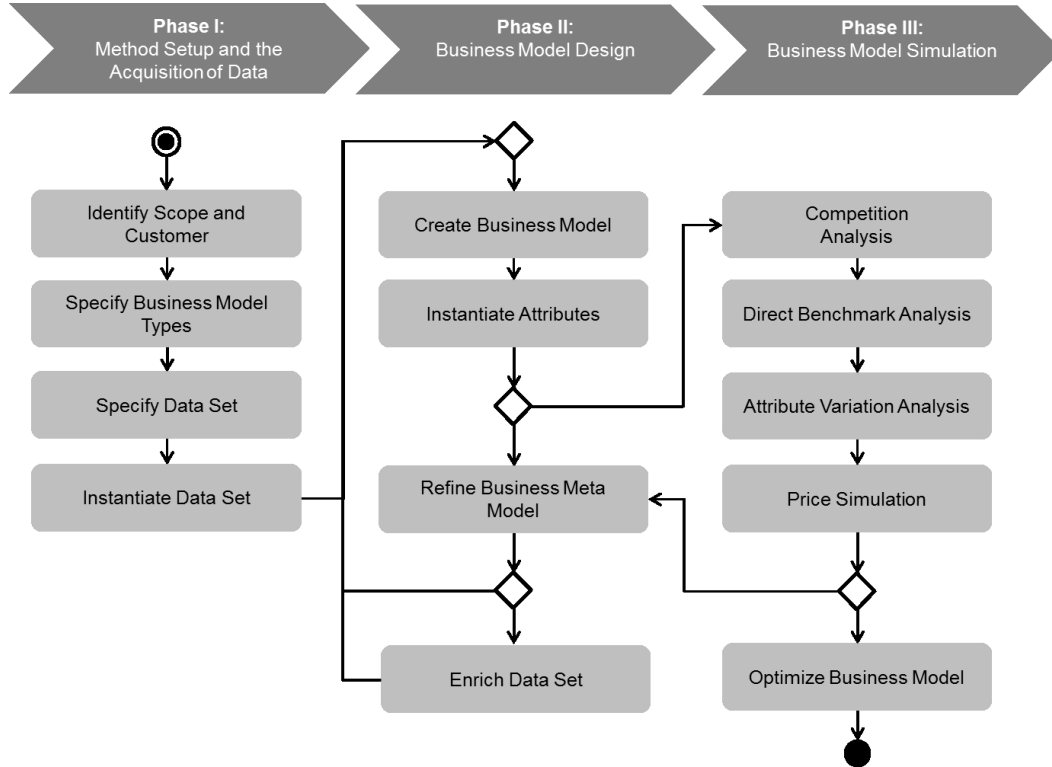 Phase I:
Method Setup and the
Acquisition of Data
Phase II:
Business Model Design
Phase III:
Business Model Simulation
Identify Scope and
Customer
Specify Business Model
Types
Specify Data Set
Instantiate Data Set
Create Business Model
Instantiate Attributes
Refine Business Meta
Model
Enrich Data Set
Competition
Analysis
Direct Benchmark Analysis
Attribute Variation Analysis
Price Simulation
Optimize Business Model